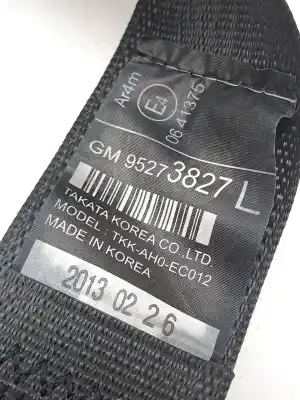 Ar4m
E4
06 41375
GM 95273827 L
TAKATA KOREA CO.,LTD.
MODEL : TKK-AH0-EC012
MADE IN KOREA
2013 02 26